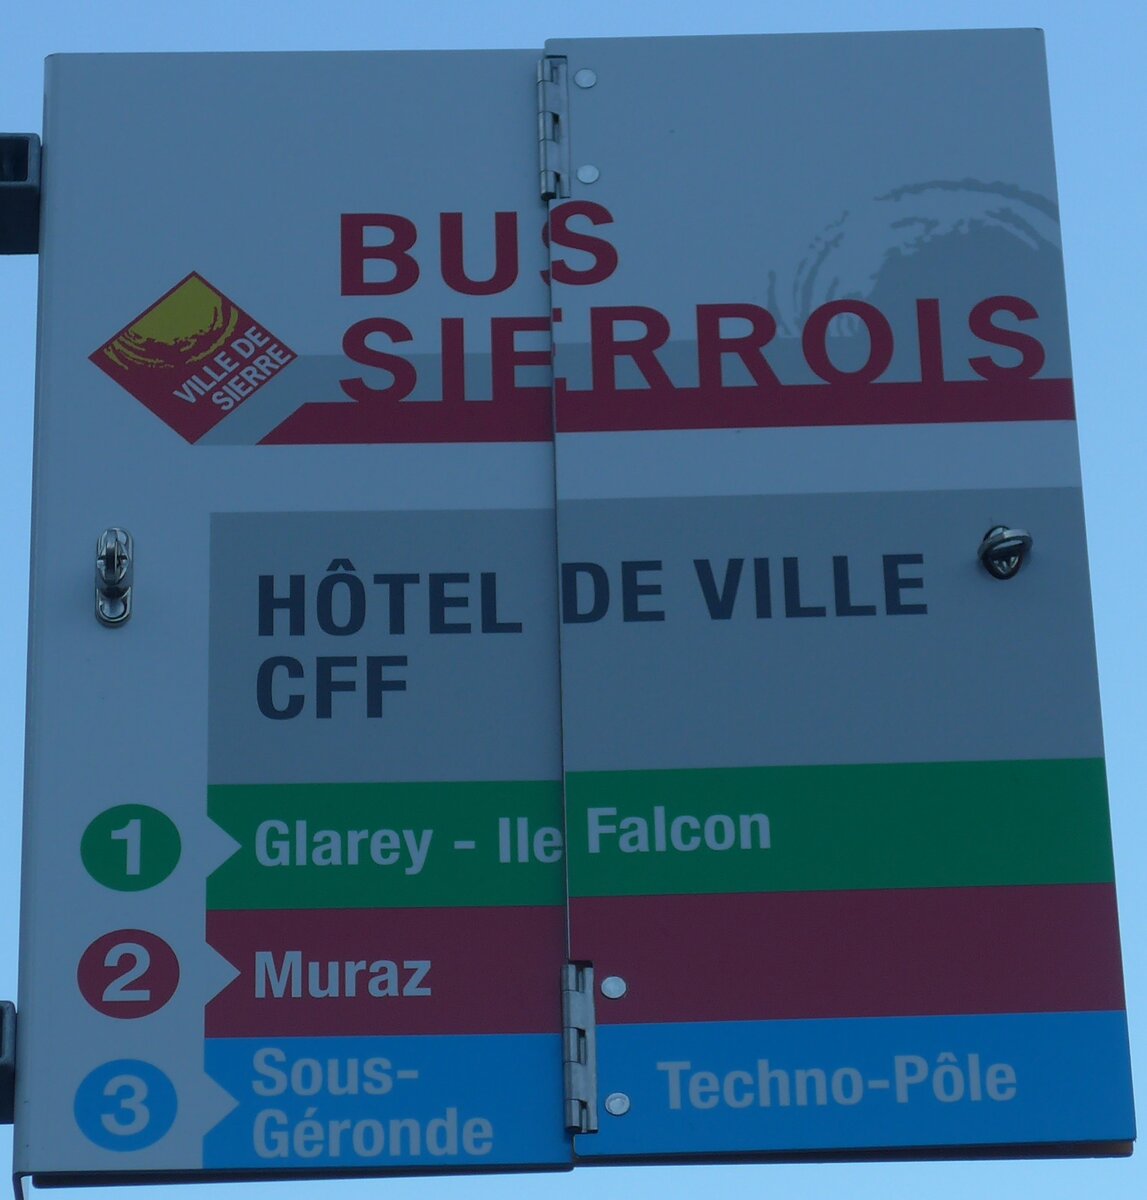 BUS
SIERROIS
VILLE DE
SIERRE
HÔTEL DE VILLE
CFF
1 Glarey - Ile Falcon
2 Muraz
3 Sous-
Géronde Techno-Pôle